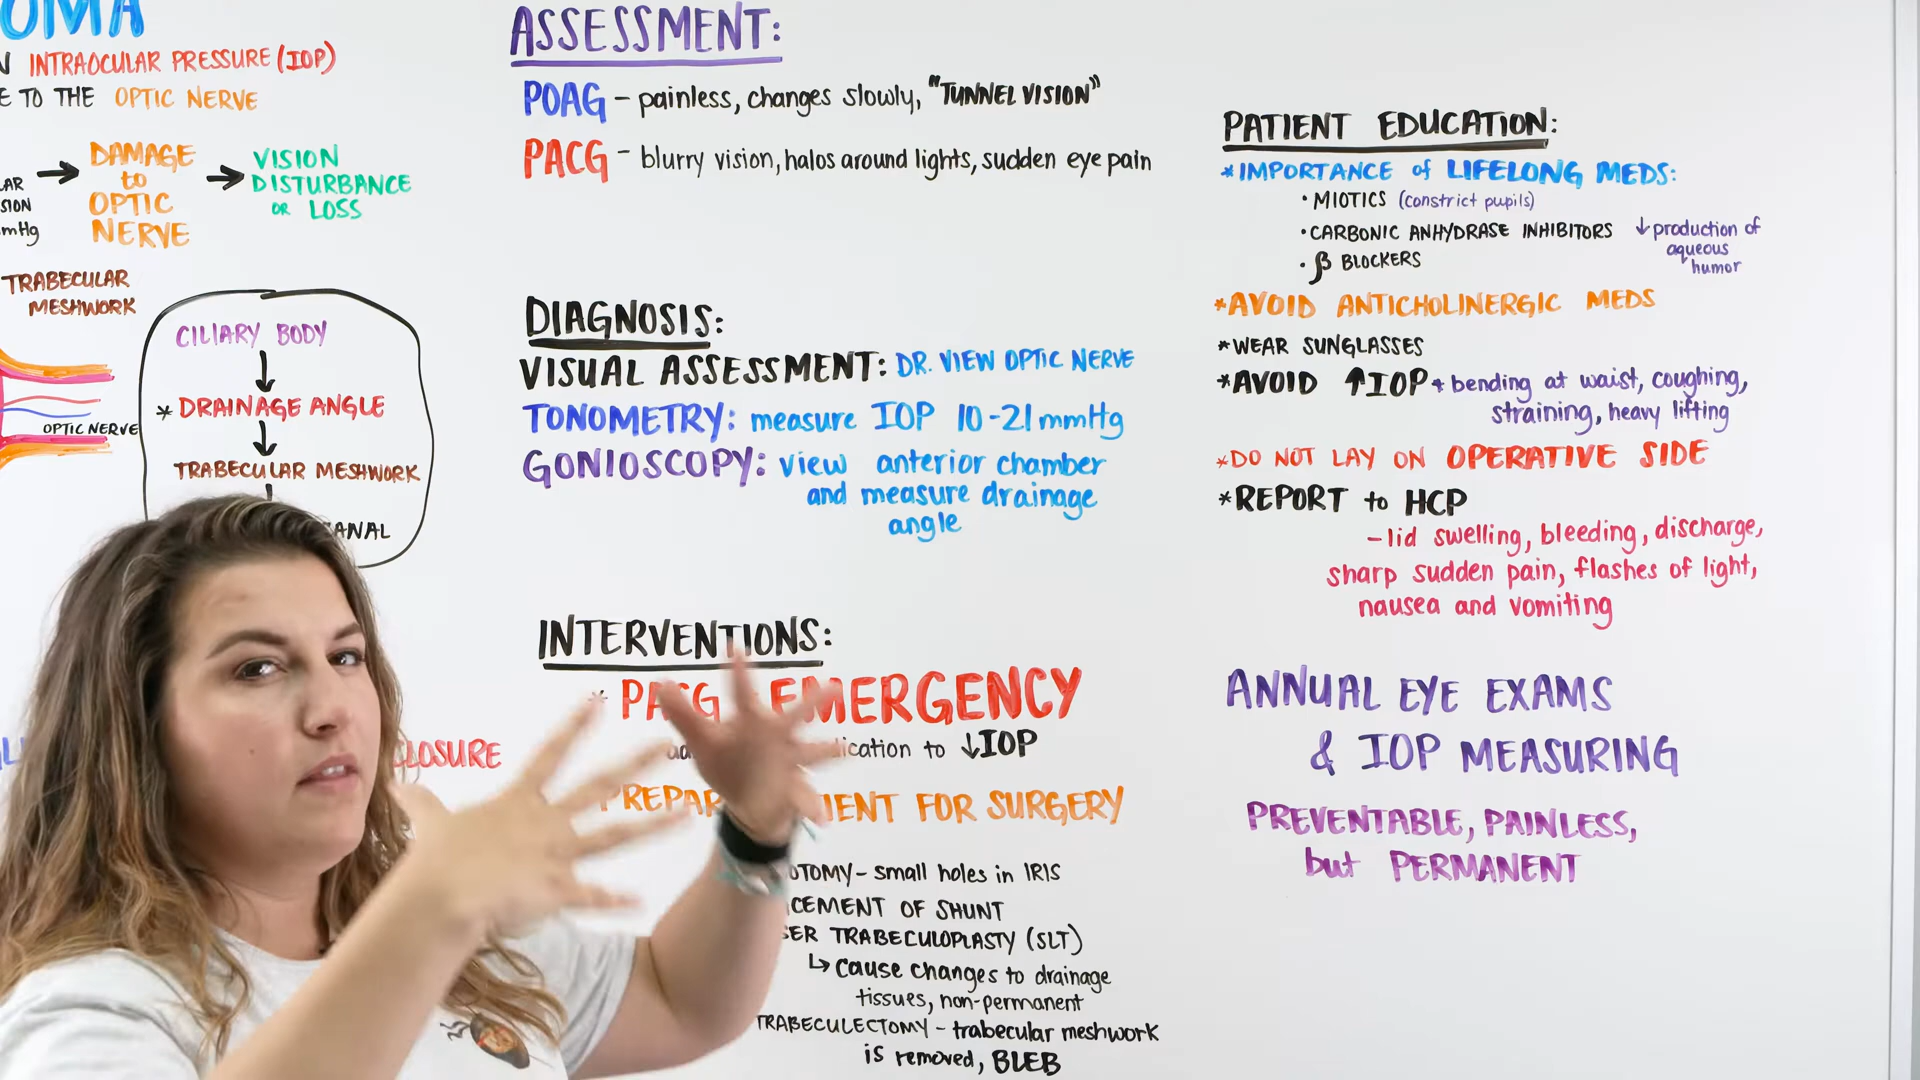 OMA
INTRAOCULAR PRESSURE (IOP)
E TO THE OPTIC NERVE
AR
SION
mmHg
DAMAGE
to
OPTIC
NERVE
VISION
DISTURBANCE
OR LOSS
TRABECULAR
MESHWORK
OPTIC NERVE
CILIARY BODY
* DRAINAGE ANGLE
TRABECULAR MESHWORK
CANAL
CLOSURE
ASSESSMENT:
POAG - painless, changes slowly, "TUNNEL VISION"
PACG - blurry vision, halos around lights, sudden eye pain
DIAGNOSIS:
VISUAL ASSESSMENT: DR. VIEW OPTIC NERVE
TONOMETRY: measure IOP 10-21 mmHg
GONIOSCOPY: view anterior chamber
and measure drainage
angle
INTERVENTIONS:
* PACG EMERGENCY
dication to ↓IOP
PREPAR IENT FOR SURGERY
OTOMY - small holes in IRIS
CEMENT OF SHUNT
SER TRABECULOPLASTY (SLT)
↳ cause changes to drainage
tissues, non-permanent
TRABECULECTOMY - trabecular meshwork
is removed, BLEB
PATIENT EDUCATION:
*IMPORTANCE of LIFELONG MEDS:
• MIOTICS (constrict pupils)
• CARBONIC ANHYDRASE INHIBITORS ↓production of
aqueous
humor
• β BLOCKERS
*AVOID ANTICHOLINERGIC MEDS
*WEAR SUNGLASSES
*AVOID ↑IOP → bending at waist, coughing,
straining, heavy lifting
*DO NOT LAY ON OPERATIVE SIDE
*REPORT to HCP
- lid swelling, bleeding, discharge,
sharp sudden pain, flashes of light,
nausea and vomiting
ANNUAL EYE EXAMS
& IOP MEASURING
PREVENTABLE, PAINLESS,
but PERMANENT